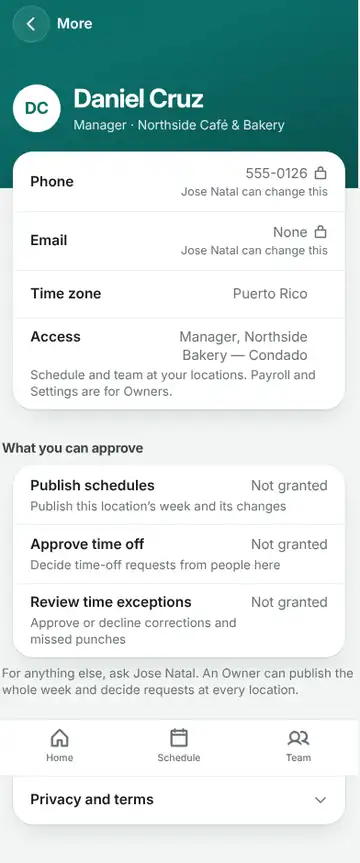 More
DC
Daniel Cruz
Manager · Northside Café & Bakery
Phone
555-0126
Jose Natal can change this
Email
None
Jose Natal can change this
Time zone
Puerto Rico
Access
Manager, Northside
Bakery — Condado
Schedule and team at your locations. Payroll and
Settings are for Owners.
What you can approve
Publish schedules
Not granted
Publish this location's week and its changes
Approve time off
Not granted
Decide time-off requests from people here
Review time exceptions
Not granted
Approve or decline corrections and
missed punches
For anything else, ask Jose Natal. An Owner can publish the
whole week and decide requests at every location.
Home
Schedule
Team
Privacy and terms